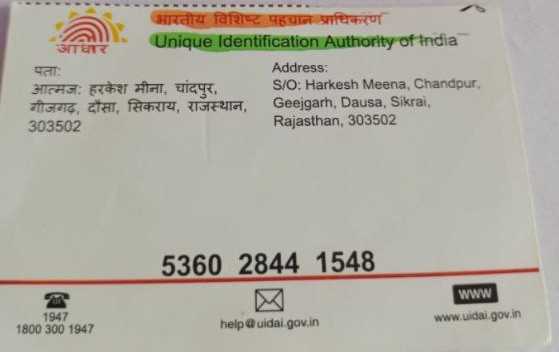 भारतीय विशिष्ट पहचान प्राधिकरण
Unique Identification Authority of India
आधार
पता:
आत्मज: हरकेश मीना, चांदपुर,
गीजगढ़, दौसा, सिकराय, राजस्थान,
303502
Address:
S/O: Harkesh Meena, Chandpur,
Geejgarh, Dausa, Sikrai,
Rajasthan, 303502
5360 2844 1548
1947
1800 300 1947
help@uidai.gov.in
WWW
www.uidai.gov.in